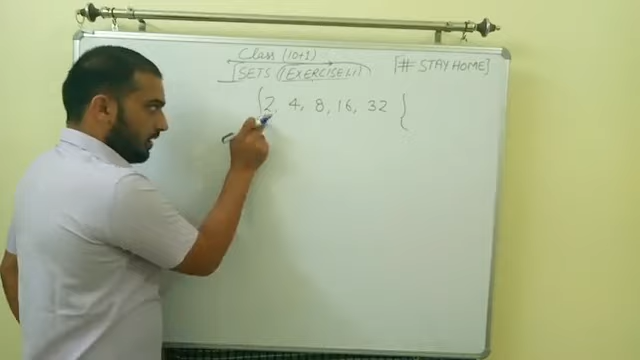 Class (10+1)
SETS (EXERCISE 1.1)
[# STAY HOME]
{2, 4, 8, 16, 32}